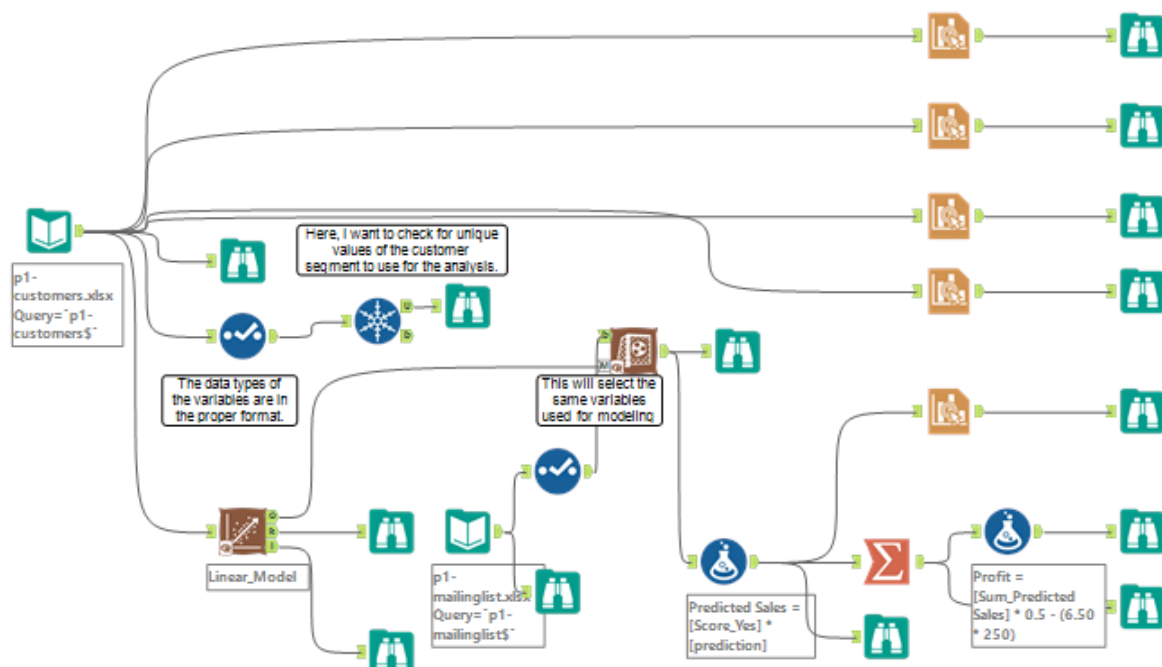 Here, I want to check for unique
values of the customer
segment to use for the analysis.
p1-
customers.xlsx
Query=`p1-
customers$`
The data types of
the variables are in
the proper format.
This will select the
same variables
used for modeling
Linear_Model
p1-
mailinglist.xlsx
Query=`p1-
mailinglist$`
Predicted Sales =
[Score_Yes] *
[prediction]
Profit =
[Sum_Predicted
Sales] * 0.5 - (6.50
* 250)
U
D
D
M
O
R
I